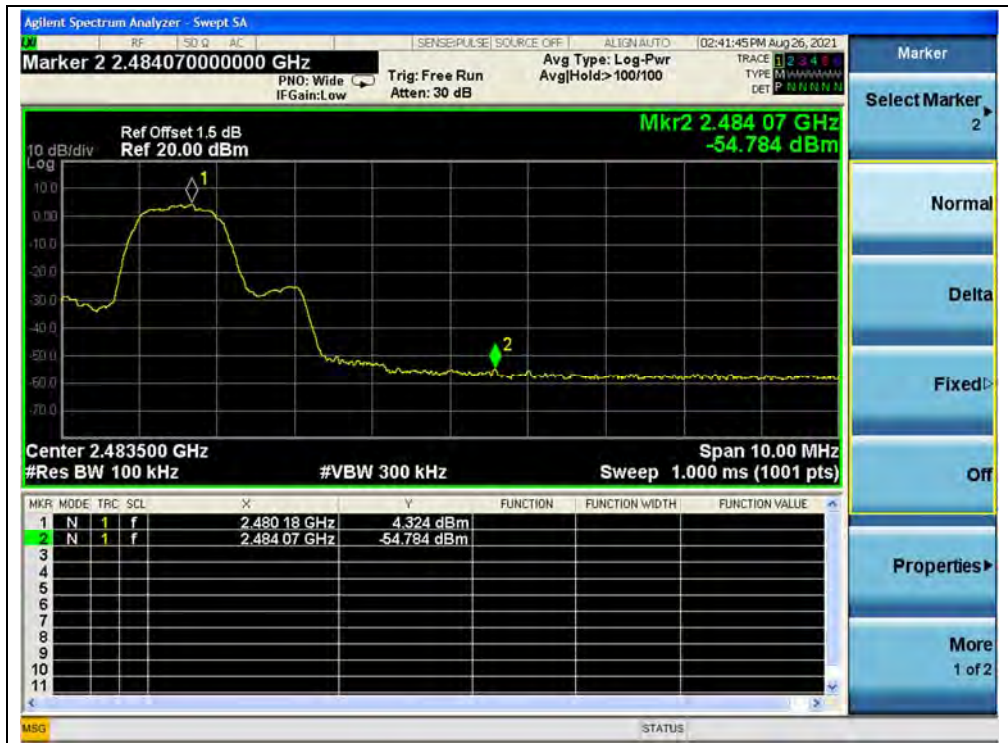 Agilent Spectrum Analyzer - Swept SA
LXI RF 50 Ω AC SENSE:PULSE SOURCE OFF ALIGN AUTO 02:41:45 PM Aug 26, 2021
Marker 2 2.484070000000 GHz
PNO: Wide
IFGain:Low
Trig: Free Run
Atten: 30 dB
Avg Type: Log-Pwr
Avg|Hold:> 100/100
TRACE 1 2 3 4 5 6
TYPE M
DET P N N N N N
Mkr2 2.484 07 GHz
-54.784 dBm
Ref Offset 1.5 dB
10 dB/div Ref 20.00 dBm
Log
10.0
0.00
-10.0
-20.0
-30.0
-40.0
-50.0
-60.0
-70.0
1
2
Center 2.483500 GHz Span 10.00 MHz
#Res BW 100 kHz #VBW 300 kHz Sweep 1.000 ms (1001 pts)
MKR MODE TRC SCL X Y FUNCTION FUNCTION WIDTH FUNCTION VALUE
1 N 1 f 2.480 18 GHz 4.324 dBm
2 N 1 f 2.484 07 GHz -54.784 dBm
3
4
5
6
7
8
9
10
11
MSG STATUS
Marker
Select Marker
2
Normal
Delta
Fixed
Off
Properties
More
1 of 2